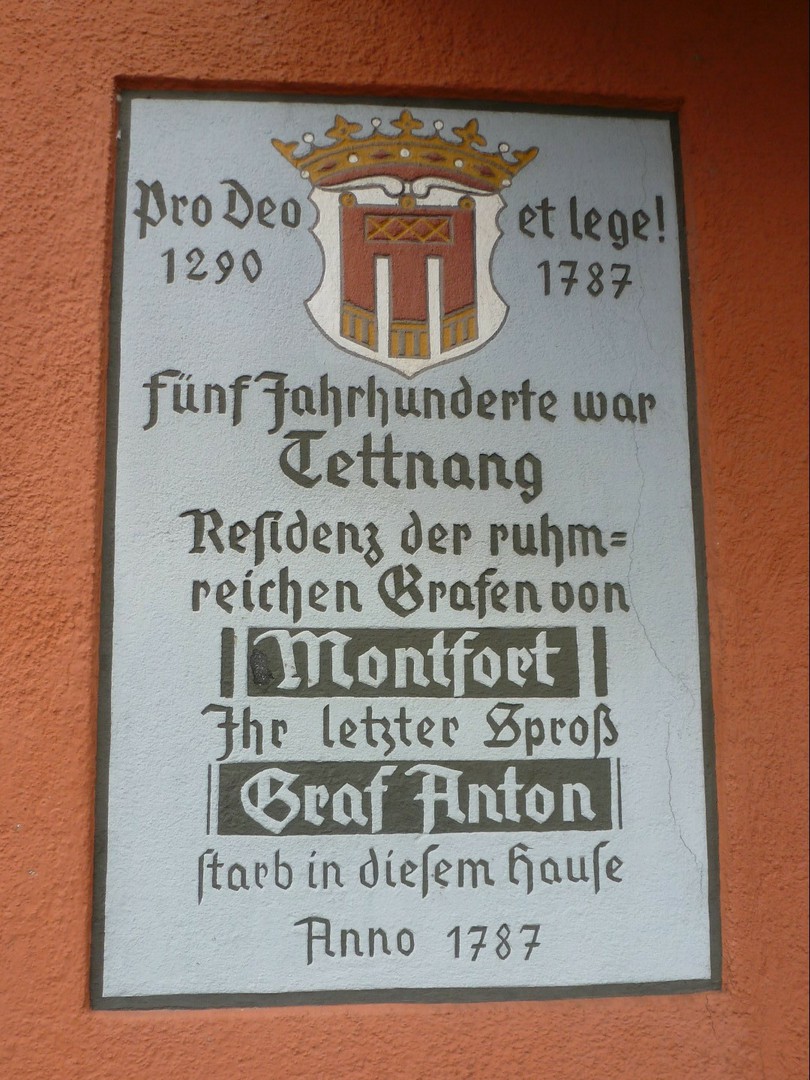 Pro Deo et lege!
1290 1787
Fünf Jahrhunderte war
Tettnang
Reſidenz der ruhm=
reichen Grafen von
Montfort
Ihr letzter Sproß
Graf Anton
ſtarb in dieſem Hauſe
Anno 1787